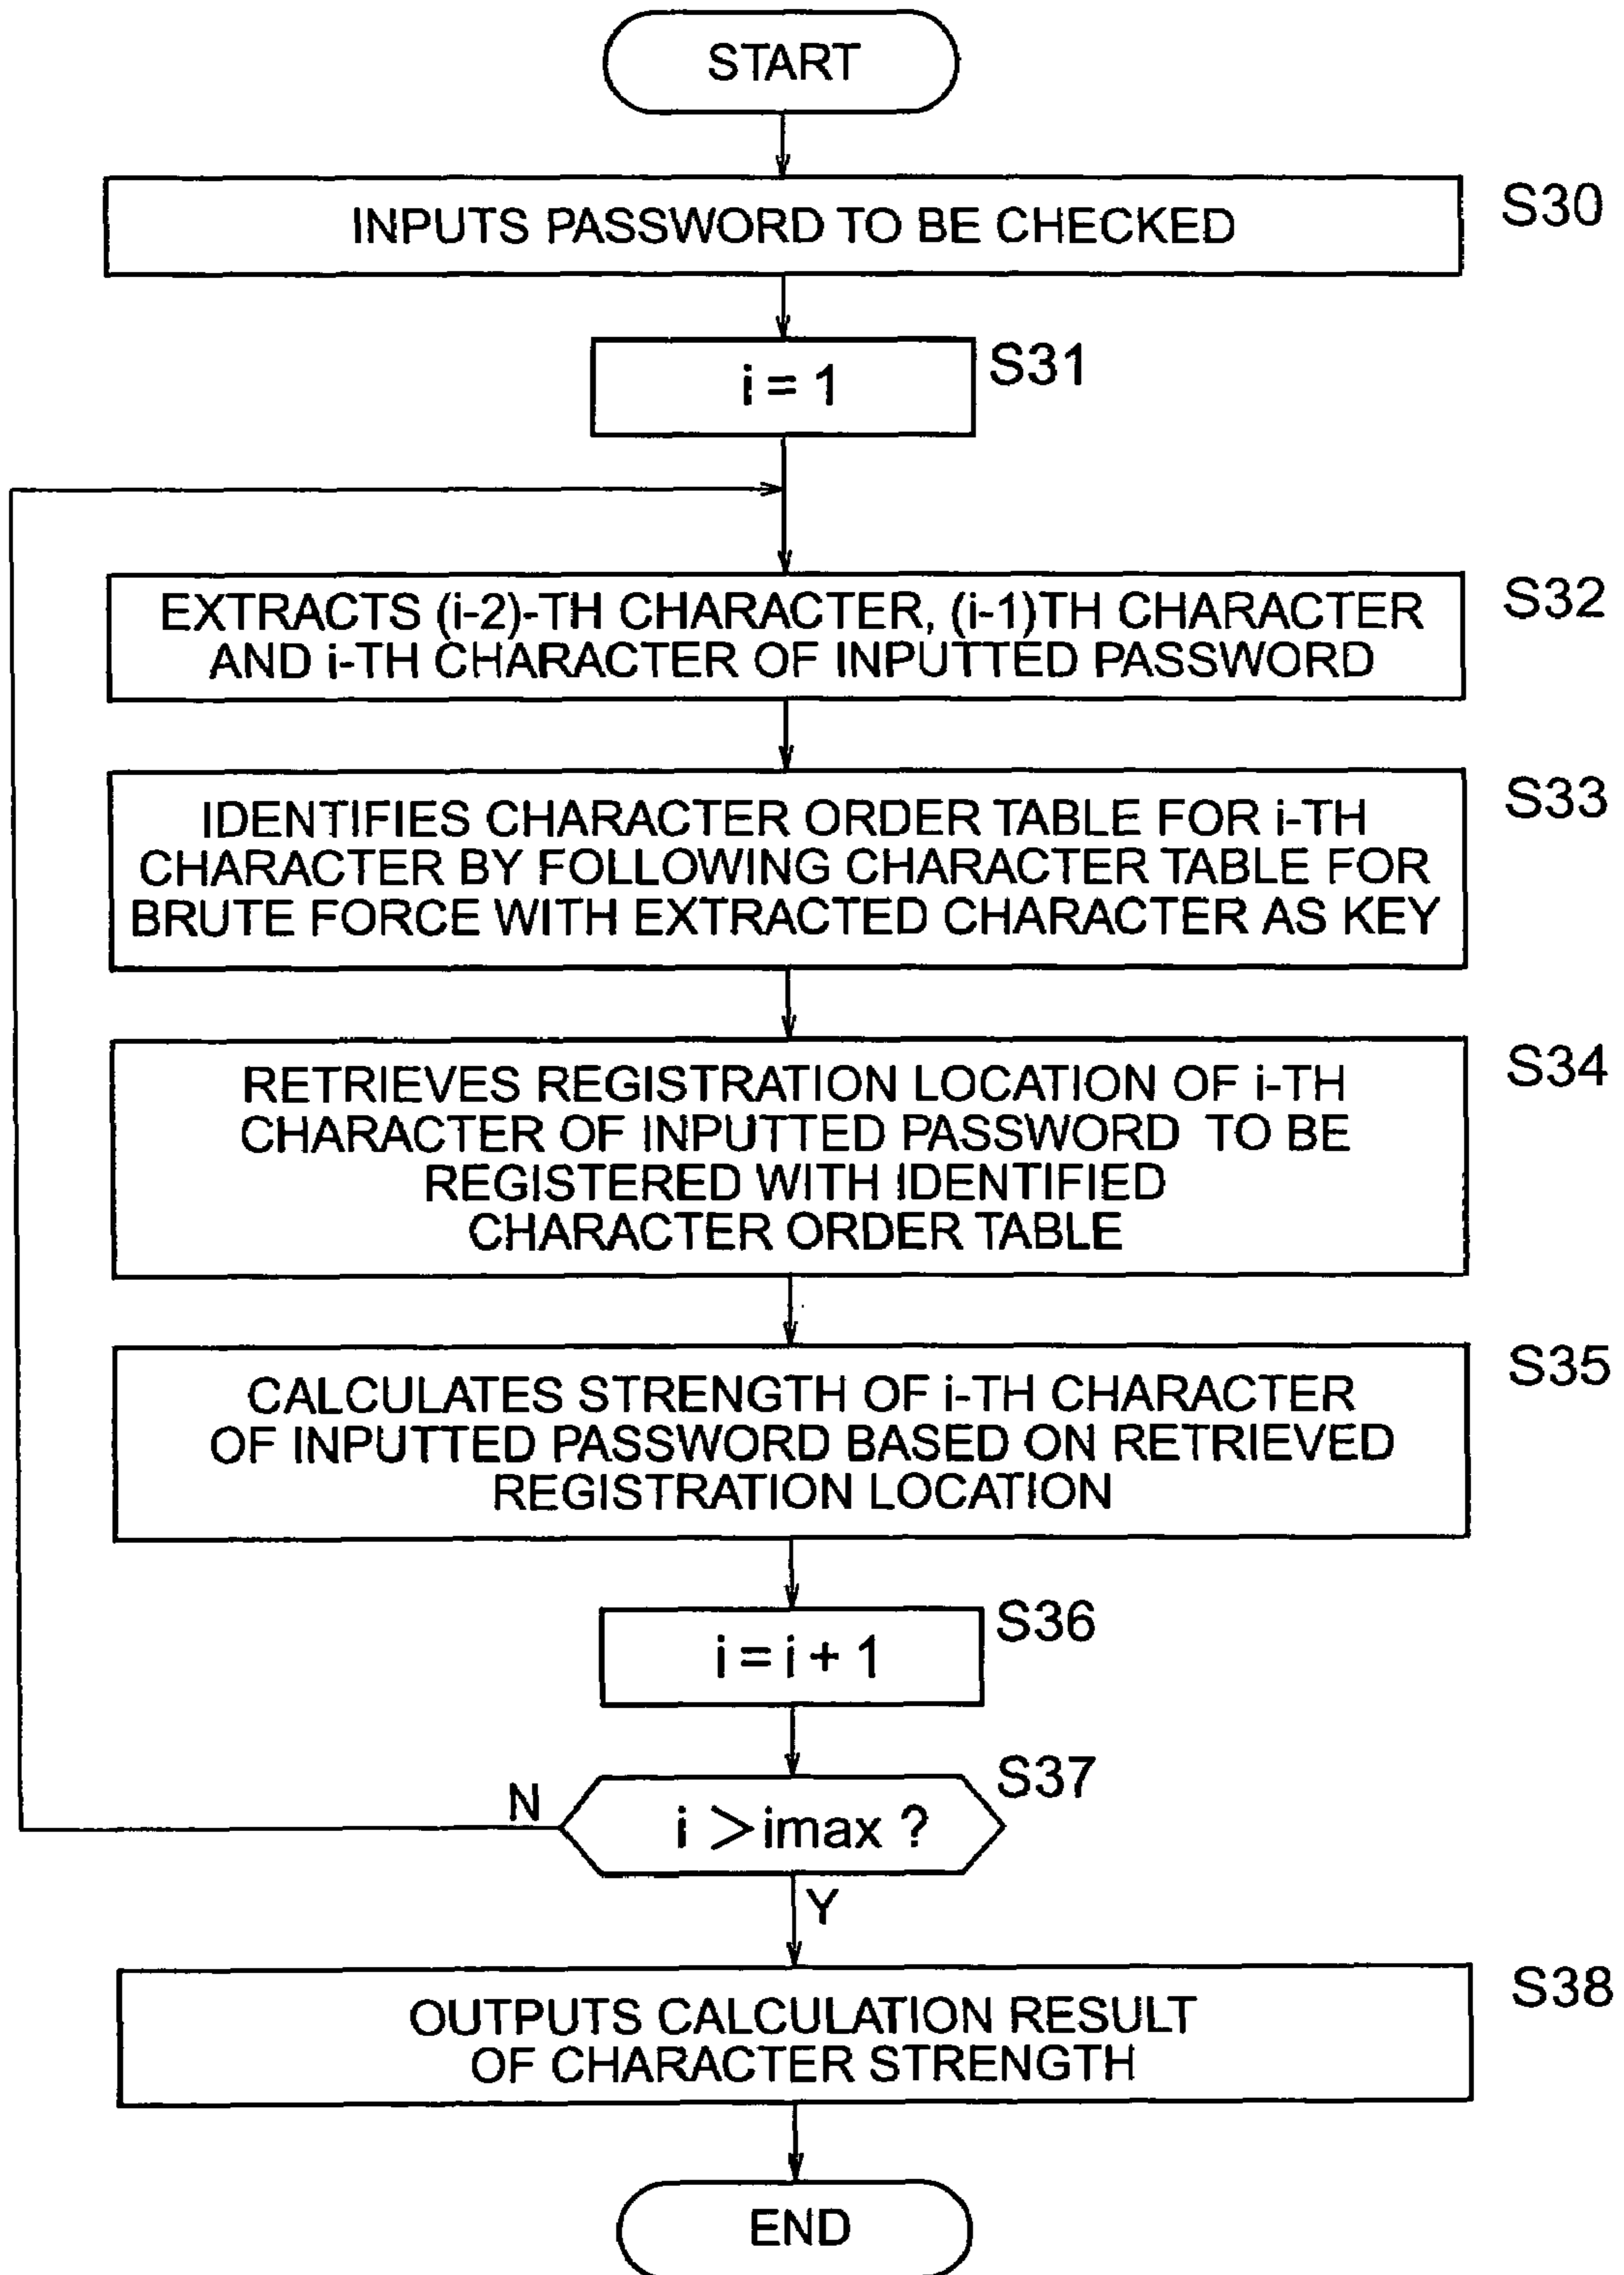 START
INPUTS PASSWORD TO BE CHECKED
S30
i = 1
S31
EXTRACTS (i-2)-TH CHARACTER, (i-1)TH CHARACTER
AND i-TH CHARACTER OF INPUTTED PASSWORD
S32
IDENTIFIES CHARACTER ORDER TABLE FOR i-TH
CHARACTER BY FOLLOWING CHARACTER TABLE FOR
BRUTE FORCE WITH EXTRACTED CHARACTER AS KEY
S33
RETRIEVES REGISTRATION LOCATION OF i-TH
CHARACTER OF INPUTTED PASSWORD TO BE
REGISTERED WITH IDENTIFIED
CHARACTER ORDER TABLE
S34
CALCULATES STRENGTH OF i-TH CHARACTER
OF INPUTTED PASSWORD BASED ON RETRIEVED
REGISTRATION LOCATION
S35
i = i + 1
S36
i > imax ?
S37
N
Y
OUTPUTS CALCULATION RESULT
OF CHARACTER STRENGTH
S38
END